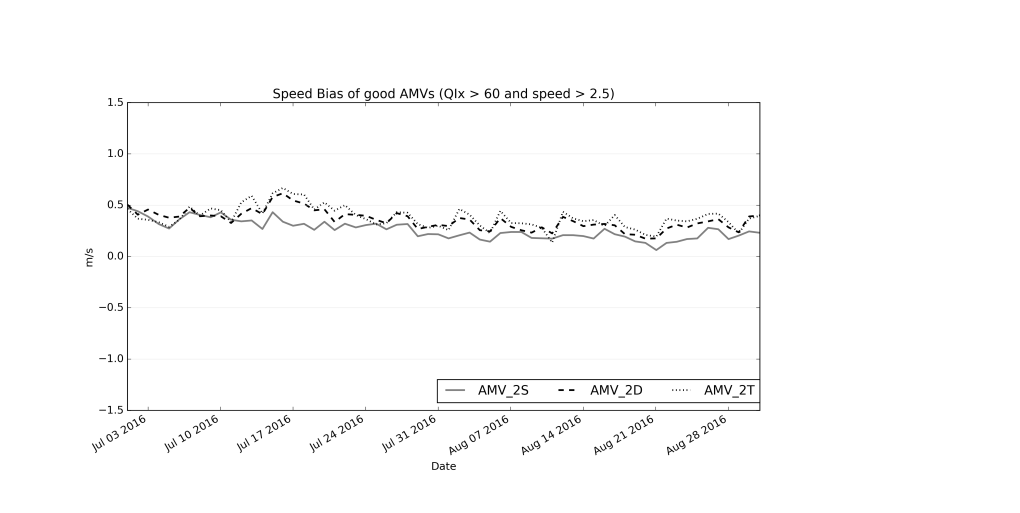 Speed Bias of good AMVs (QIx > 60 and speed > 2.5)
1.5
1.0
0.5
0.0
−0.5
−1.0
−1.5
m/s
AMV_2S AMV_2D AMV_2T
Jul 03 2016 Jul 10 2016 Jul 17 2016 Jul 24 2016 Jul 31 2016 Aug 07 2016 Aug 14 2016 Aug 21 2016 Aug 28 2016
Date